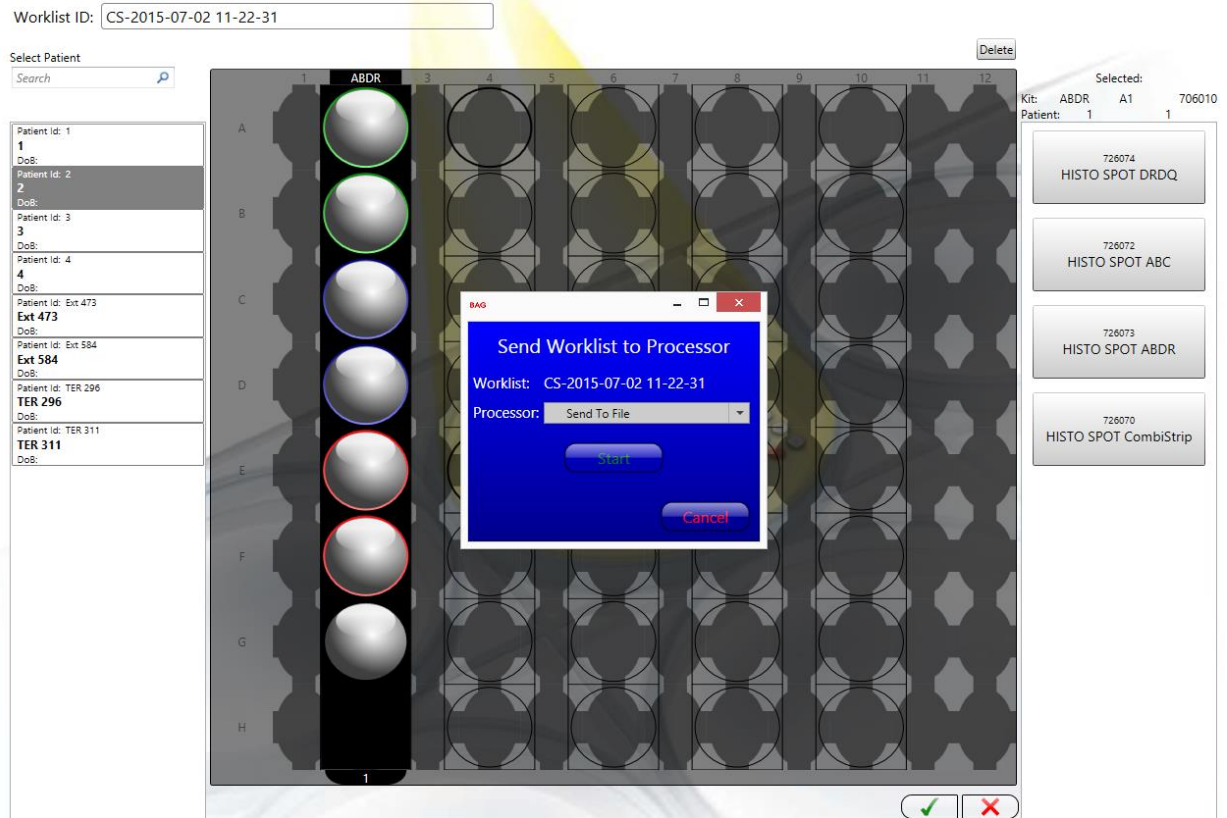 Worklist ID: CS-2015-07-02 11-22-31
Delete
Select Patient
Search
Selected:
Kit: ABDR A1 706010
Patient: 1 1
1 ABDR 3 4 5 6 7 8 9 10 11 12
Patient Id: 1
1
DoB:
Patient Id: 2
2
DoB:
Patient Id: 3
3
DoB:
Patient Id: 4
4
DoB:
Patient Id: Ext 473
Ext 473
DoB:
Patient Id: Ext 584
Ext 584
DoB:
Patient Id: TER 296
TER 296
DoB:
Patient Id: TER 311
TER 311
DoB:
A
B
C
D
E
F
G
H
1
BAG
Send Worklist to Processor
Worklist: CS-2015-07-02 11-22-31
Processor: Send To File
Start
Cancel
726074
HISTO SPOT DRDQ
726072
HISTO SPOT ABC
726073
HISTO SPOT ABDR
726070
HISTO SPOT CombiStrip